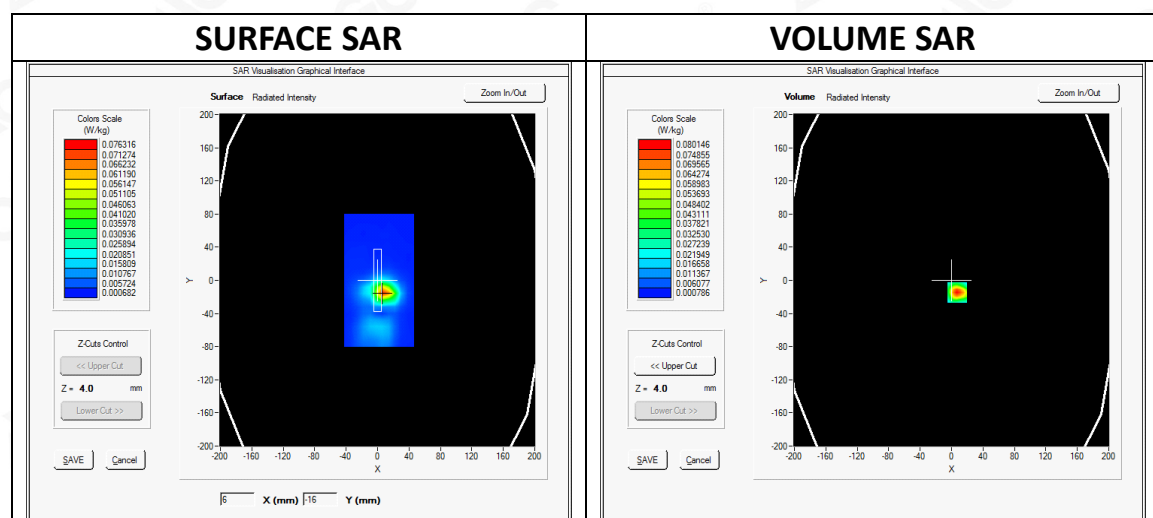 SURFACE SAR
VOLUME SAR
SAR Visualisation Graphical Interface
Surface Radiated Intensity
Zoom In/Out
Colors Scale
(W/kg)
0.076316
0.071274
0.066232
0.061190
0.056147
0.051105
0.046063
0.041020
0.035978
0.030936
0.025894
0.020851
0.015809
0.010767
0.005724
0.000682
Z-Cuts Control
<< Upper Cut
Z = 4.0 mm
Lower Cut >>
SAVE Cancel
200
160
120
80
40
0
-40
-80
-120
-160
-200
Y
-200 -160 -120 -80 -40 0 40 80 120 160 200
X
6 X (mm) -16 Y (mm)
SAR Visualisation Graphical Interface
Volume Radiated Intensity
Zoom In/Out
Colors Scale
(W/kg)
0.080146
0.074855
0.069565
0.064274
0.058983
0.053693
0.048402
0.043111
0.037821
0.032530
0.027239
0.021949
0.016658
0.011367
0.006077
0.000786
Z-Cuts Control
<< Upper Cut
Z = 4.0 mm
Lower Cut >>
SAVE Cancel
200
160
120
80
40
0
-40
-80
-120
-160
-200
Y
-200 -160 -120 -80 -40 0 40 80 120 160 200
X